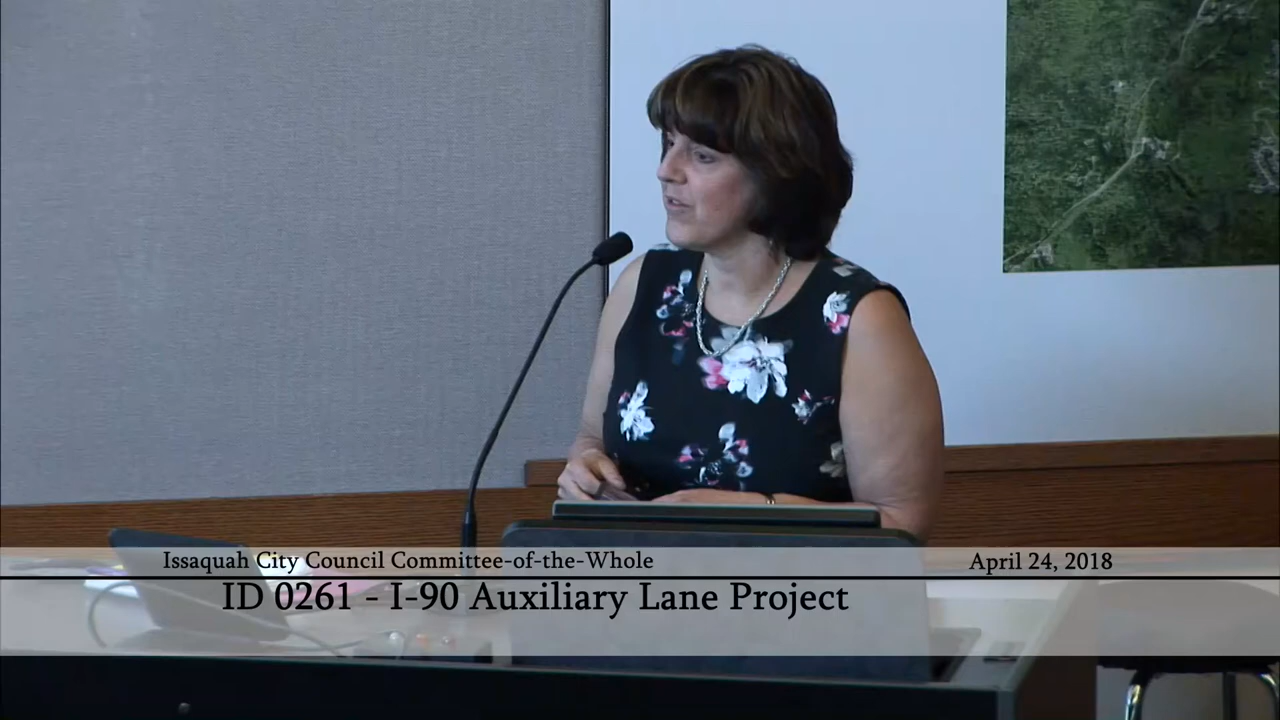 Issaquah City Council Committee-of-the-Whole April 24, 2018
ID 0261 - I-90 Auxiliary Lane Project